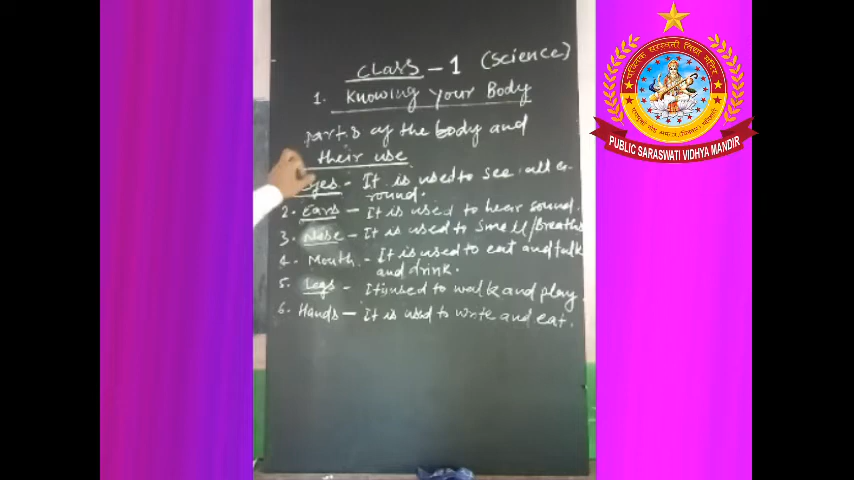 Class - 1 (Science)
1. Knowing Your Body
parts of the body and
their use
Eyes - It is used to see all a-
round.
2. Ears - It is used to hear sound.
3. Nose - It is used to smell/Breaths
4. Mouth - It is used to eat and talk
and drink.
5. Legs - It is used to walk and play.
6. Hands - It is used to write and eat.
PUBLIC SARASWATI VIDHYA MANDIR